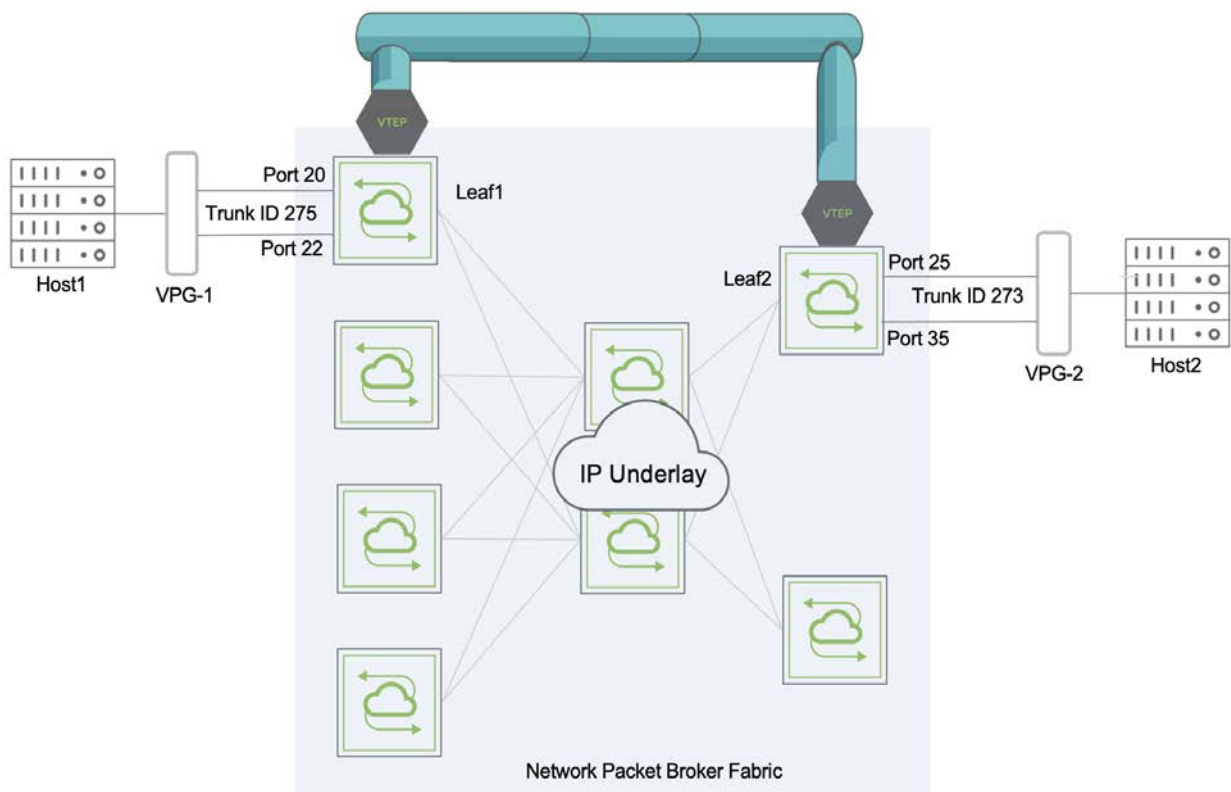 VTEP
Port 20
Leaf1
Trunk ID 275
Port 22
Host1
VPG-1
VTEP
Leaf2
Port 25
Trunk ID 273
Port 35
VPG-2
Host2
IP Underlay
Network Packet Broker Fabric